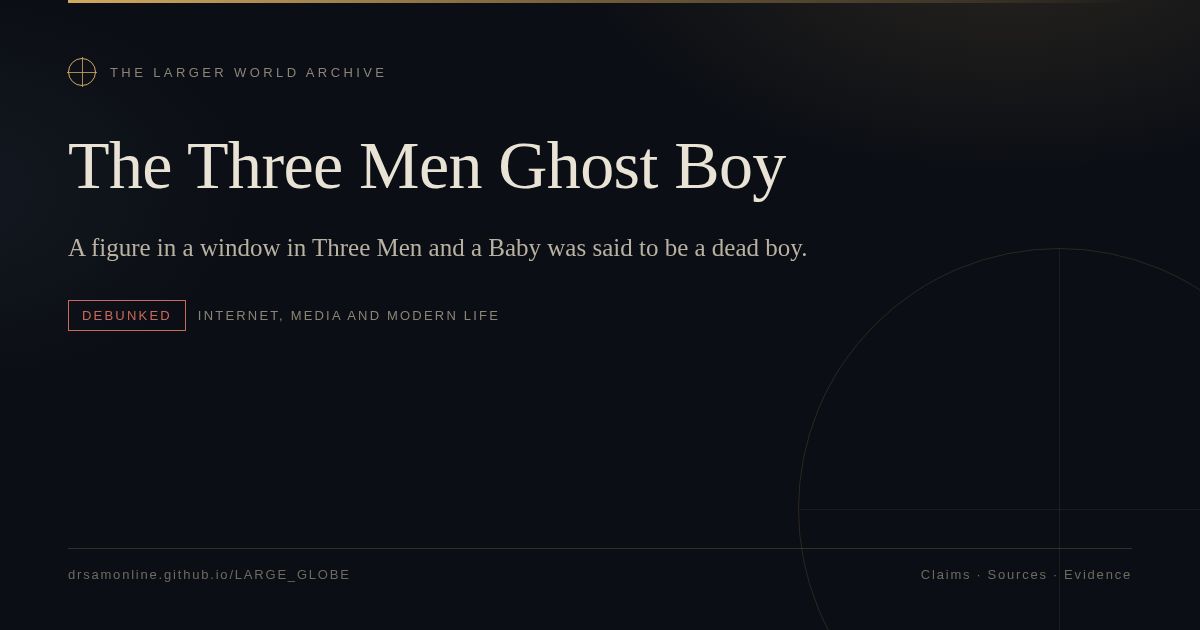 THE LARGER WORLD ARCHIVE
The Three Men Ghost Boy
A figure in a window in Three Men and a Baby was said to be a dead boy.
DEBUNKED INTERNET, MEDIA AND MODERN LIFE
drsamonline.github.io/LARGE_GLOBE
Claims · Sources · Evidence